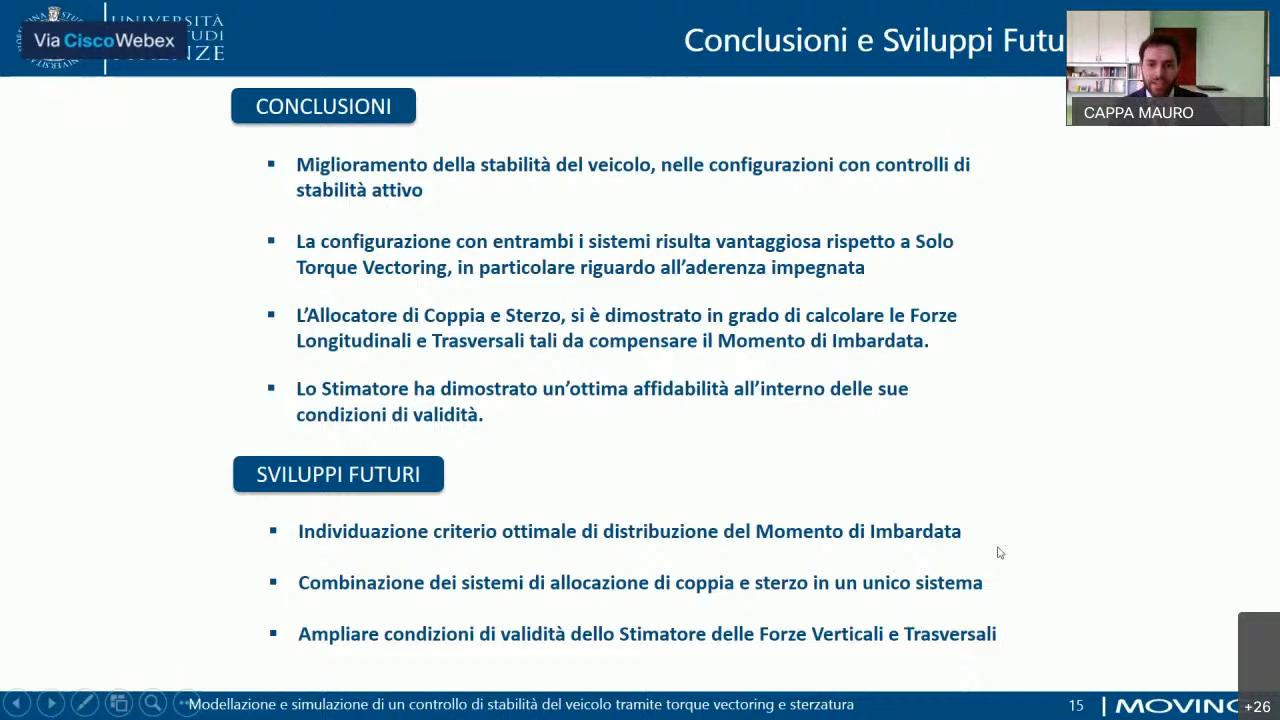 Via Cisco Webex
UNIVERSITÀ
STUDI
Conclusioni e Sviluppi Futu
CAPPA MAURO
CONCLUSIONI
▪ Miglioramento della stabilità del veicolo, nelle configurazioni con controlli di
stabilità attivo
▪ La configurazione con entrambi i sistemi risulta vantaggiosa rispetto a Solo
Torque Vectoring, in particolare riguardo all’aderenza impegnata
▪ L’Allocatore di Coppia e Sterzo, si è dimostrato in grado di calcolare le Forze
Longitudinali e Trasversali tali da compensare il Momento di Imbardata.
▪ Lo Stimatore ha dimostrato un’ottima affidabilità all’interno delle sue
condizioni di validità.
SVILUPPI FUTURI
▪ Individuazione criterio ottimale di distribuzione del Momento di Imbardata
▪ Combinazione dei sistemi di allocazione di coppia e sterzo in un unico sistema
▪ Ampliare condizioni di validità dello Stimatore delle Forze Verticali e Trasversali
Modellazione e simulazione di un controllo di stabilità del veicolo tramite torque vectoring e sterzatura
15
MOVING
+26